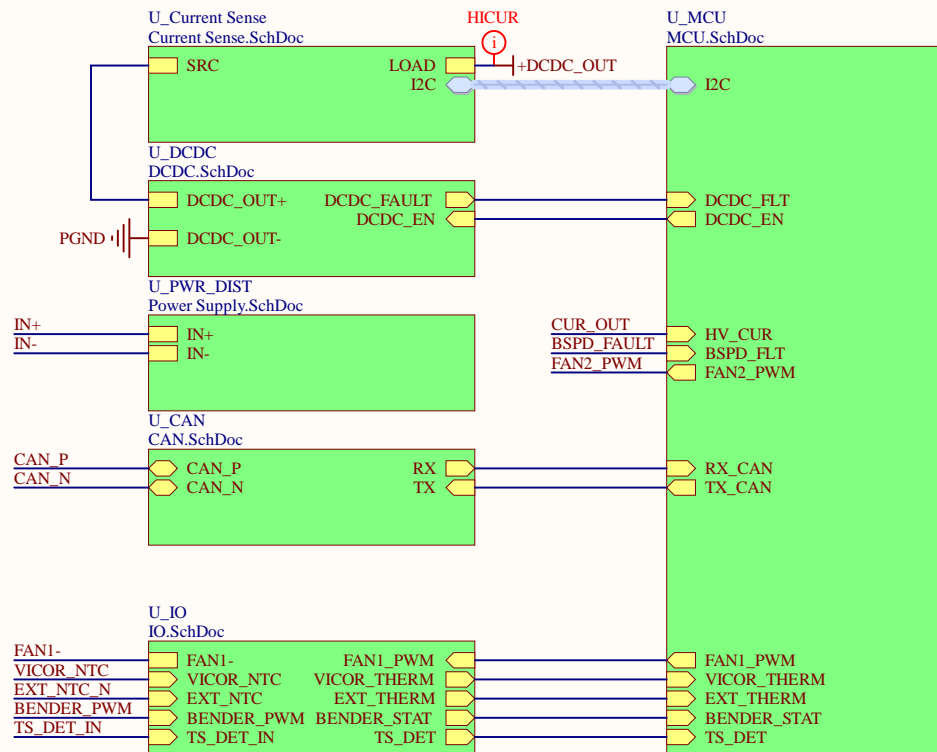 U_Current Sense
Current Sense.SchDoc
SRC
LOAD
I2C
HICUR
i
+DCDC_OUT
U_MCU
MCU.SchDoc
I2C
U_DCDC
DCDC.SchDoc
DCDC_OUT+
DCDC_FAULT
DCDC_EN
DCDC_OUT-
PGND
DCDC_FLT
DCDC_EN
U_PWR_DIST
Power Supply.SchDoc
IN+
IN-
IN+
IN-
CUR_OUT
BSPD_FAULT
FAN2_PWM
HV_CUR
BSPD_FLT
FAN2_PWM
U_CAN
CAN.SchDoc
CAN_P
CAN_N
CAN_P
CAN_N
RX
TX
RX_CAN
TX_CAN
U_IO
IO.SchDoc
FAN1-
VICOR_NTC
EXT_NTC_N
BENDER_PWM
TS_DET_IN
FAN1-
VICOR_NTC
EXT_NTC
BENDER_PWM
TS_DET_IN
FAN1_PWM
VICOR_THERM
EXT_THERM
BENDER_STAT
TS_DET
FAN1_PWM
VICOR_THERM
EXT_THERM
BENDER_STAT
TS_DET